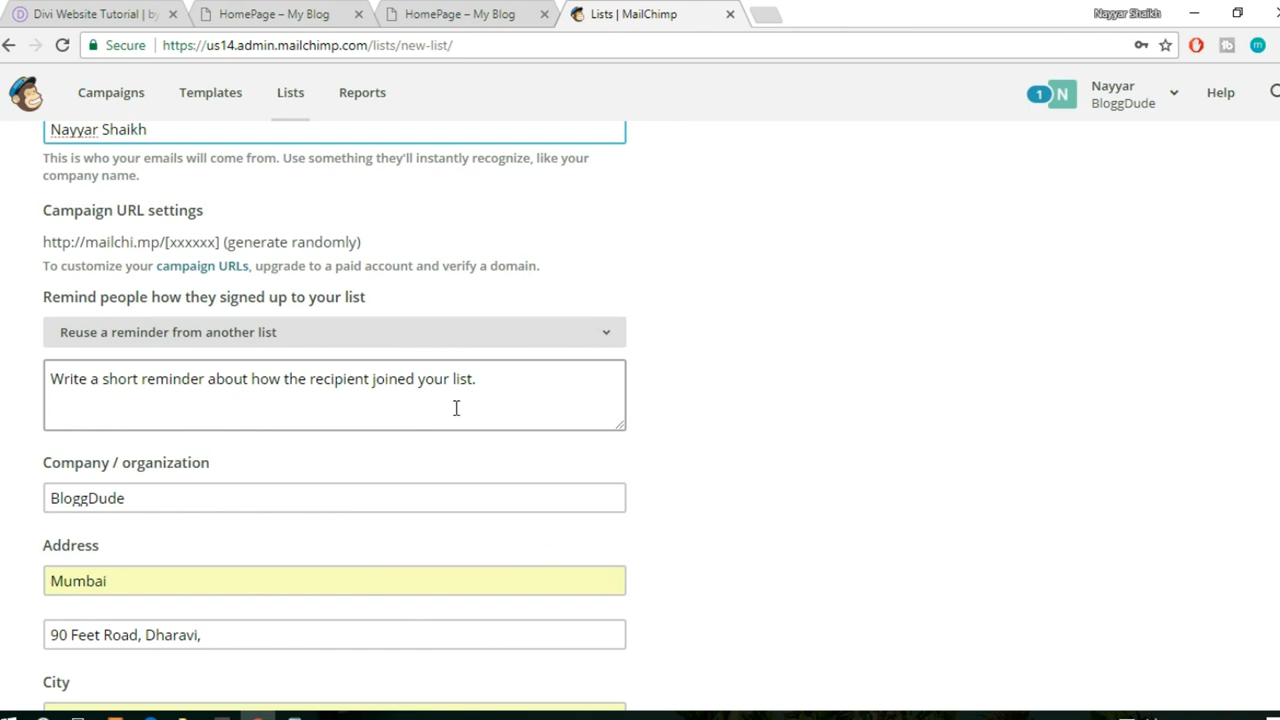 Divi Website Tutorial | by
HomePage – My Blog
HomePage – My Blog
Lists | MailChimp
Nayyar Shaikh
Secure
https://us14.admin.mailchimp.com/lists/new-list/
Campaigns
Templates
Lists
Reports
1
N
Nayyar
BloggDude
Help
Nayyar Shaikh
This is who your emails will come from. Use something they'll instantly recognize, like your
company name.
Campaign URL settings
http://mailchi.mp/[xxxxxx] (generate randomly)
To customize your campaign URLs, upgrade to a paid account and verify a domain.
Remind people how they signed up to your list
Reuse a reminder from another list
Write a short reminder about how the recipient joined your list.
Company / organization
BloggDude
Address
Mumbai
90 Feet Road, Dharavi,
City